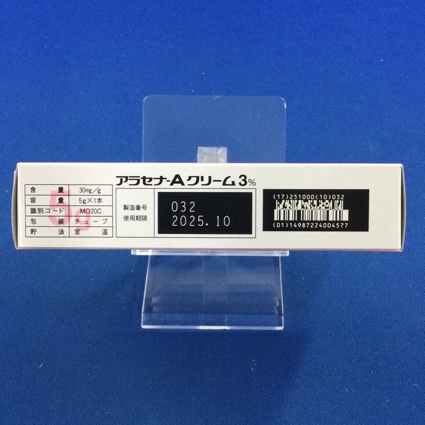 アラセナ-Aクリーム3%
含量 30mg/g
容量 5g×1本
識別コード MO20C
包装 チューブ
貯法 室温
5g
製造番号 032
使用期限 2025.10
(17)251000(10)032
(01)14987224004577